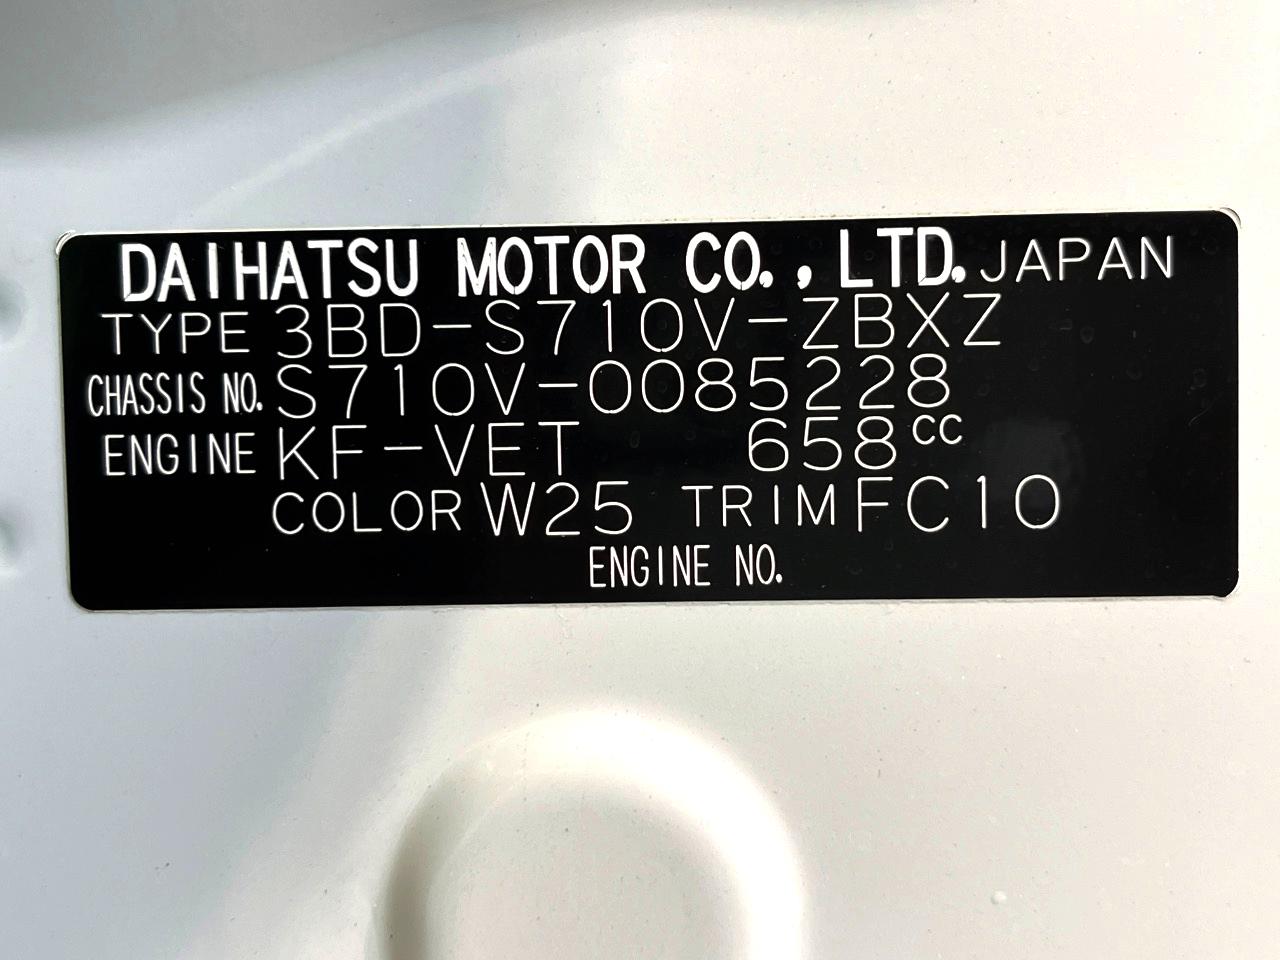 DAIHATSU MOTOR CO., LTD. JAPAN
TYPE 3BD-S710V-ZBXZ
CHASSIS NO. S710V-0085228
ENGINE KF-VET 658cc
COLOR W25 TRIM FC10
ENGINE NO.